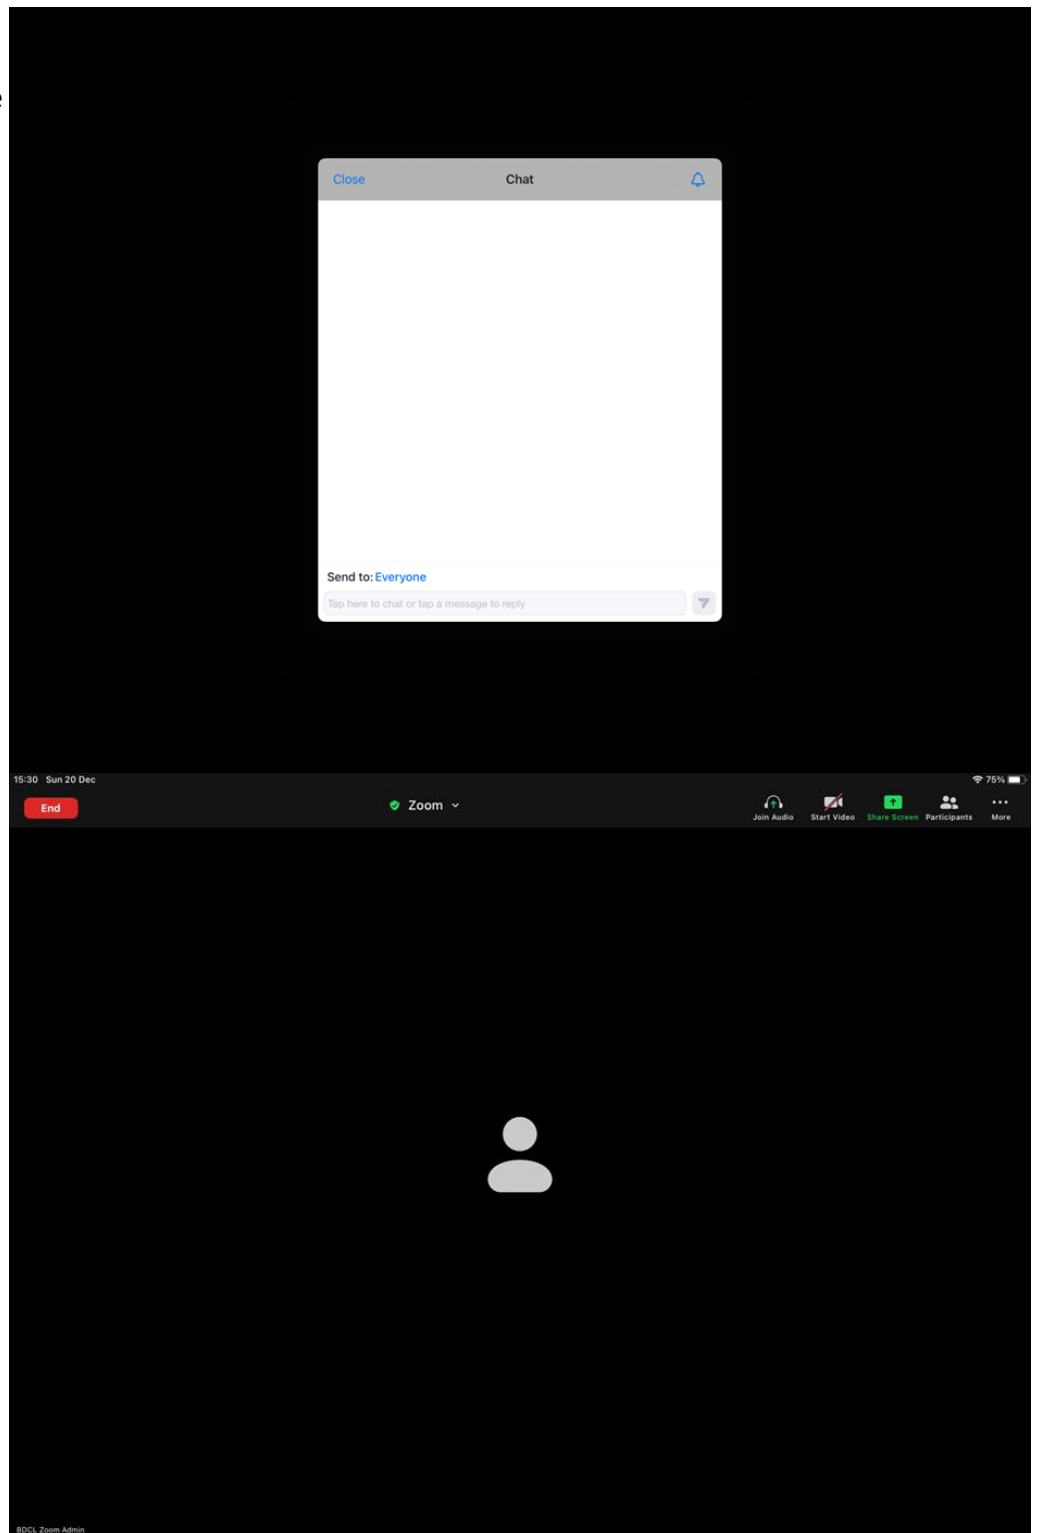 e
Close Chat
Send to: Everyone
Tap here to chat or tap a message to reply
15:30 Sun 20 Dec 75%
End Zoom Join Audio Start Video Share Screen Participants More
BDCL Zoom Admin